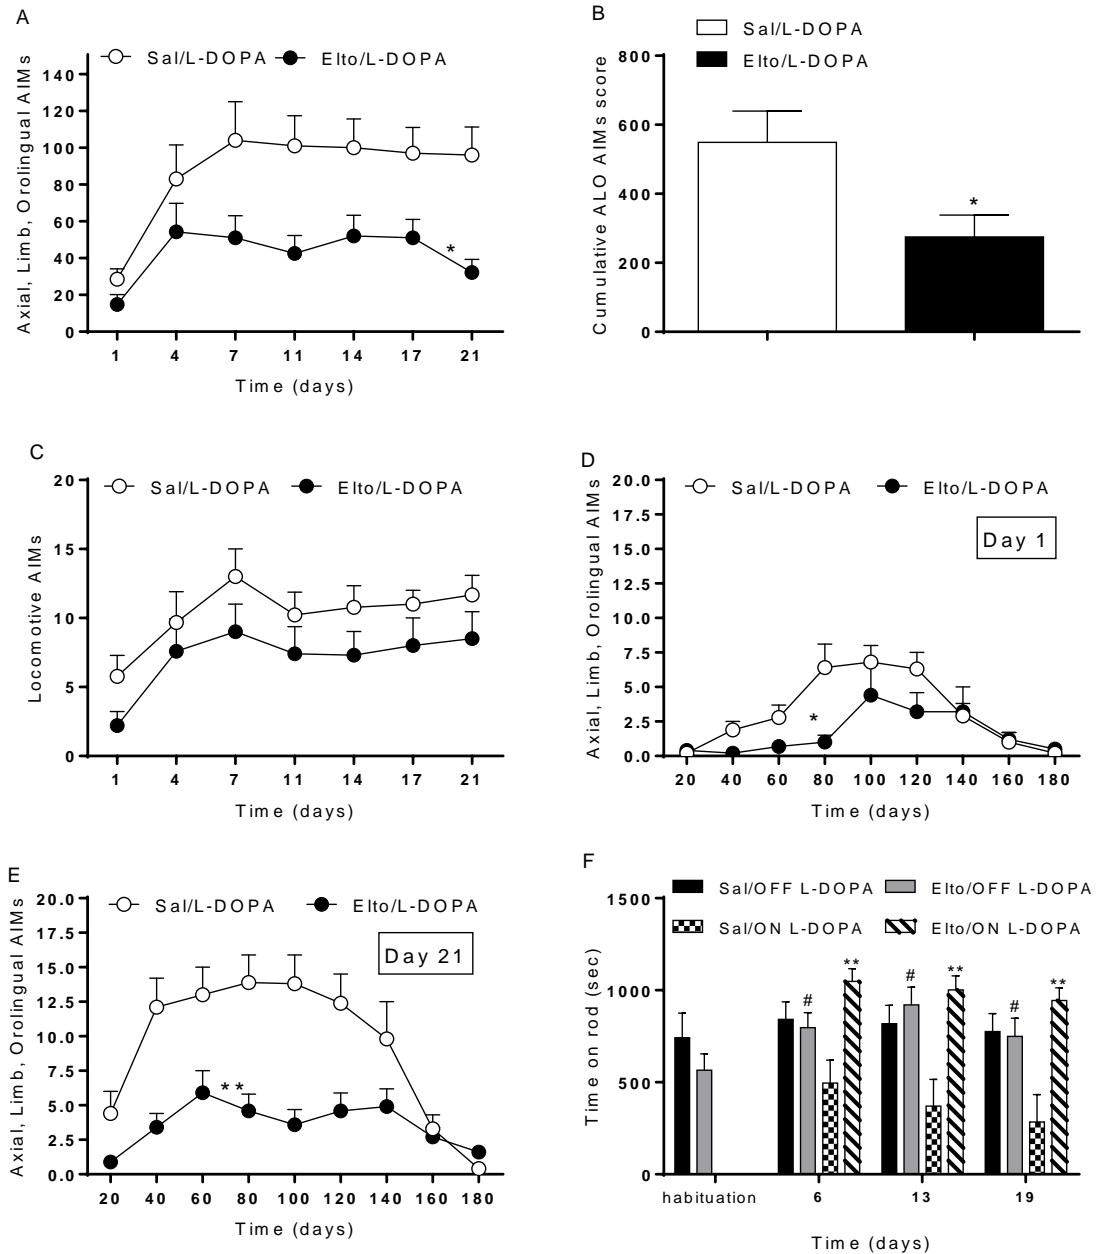 A
Sal/L-DOPA Elto/L-DOPA
Axial, Limb, Orolingual AIMs
140
120
100
80
60
40
20
0
*
1 4 7 11 14 17 21
Time (days)
B
Sal/L-DOPA
Elto/L-DOPA
Cumulative ALO AIMs score
800
600
400
200
0
*
C
Sal/L-DOPA Elto/L-DOPA
Locomotive AIMs
20
15
10
5
0
1 4 7 11 14 17 21
Time (days)
D
Sal/L-DOPA Elto/L-DOPA
Day 1
Axial, Limb, Orolingual AIMs
20.0
17.5
15.0
12.5
10.0
7.5
5.0
2.5
0.0
*
20 40 60 80 100 120 140 160 180
Time (days)
E
Sal/L-DOPA Elto/L-DOPA
Day 21
Axial, Limb, Orolingual AIMs
20.0
17.5
15.0
12.5
10.0
7.5
5.0
2.5
0.0
**
20 40 60 80 100 120 140 160 180
Time (days)
F
Sal/OFF L-DOPA Elto/OFF L-DOPA
Sal/ON L-DOPA Elto/ON L-DOPA
Time on rod (sec)
1500
1000
500
0
# ** # ** # **
habituation 6 13 19
Time (days)